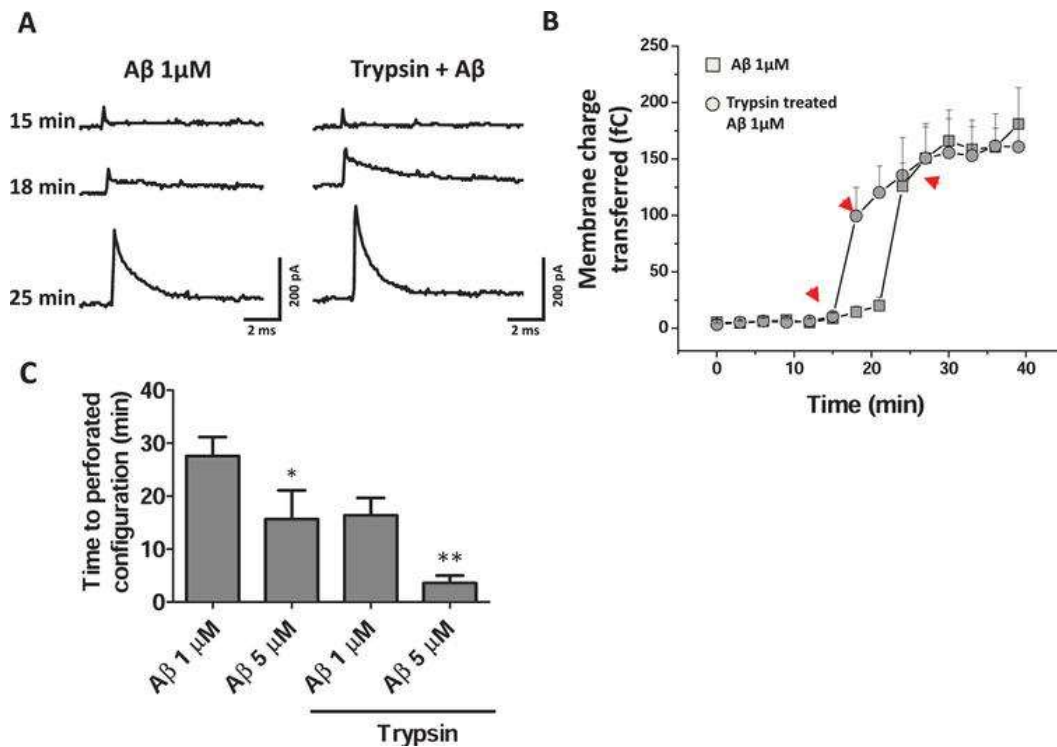 A
Aβ 1μM
Trypsin + Aβ
15 min
18 min
25 min
200 pA
2 ms
200 pA
2 ms
B
Membrane charge
transferred (fC)
250
200
150
100
50
0
Aβ 1μM
Trypsin treated
Aβ 1μM
0
10
20
30
40
Time (min)
C
Time to perforated
configuration (min)
40
30
20
10
0
*
**
Aβ 1 μM
Aβ 5 μM
Aβ 1 μM
Aβ 5 μM
Trypsin